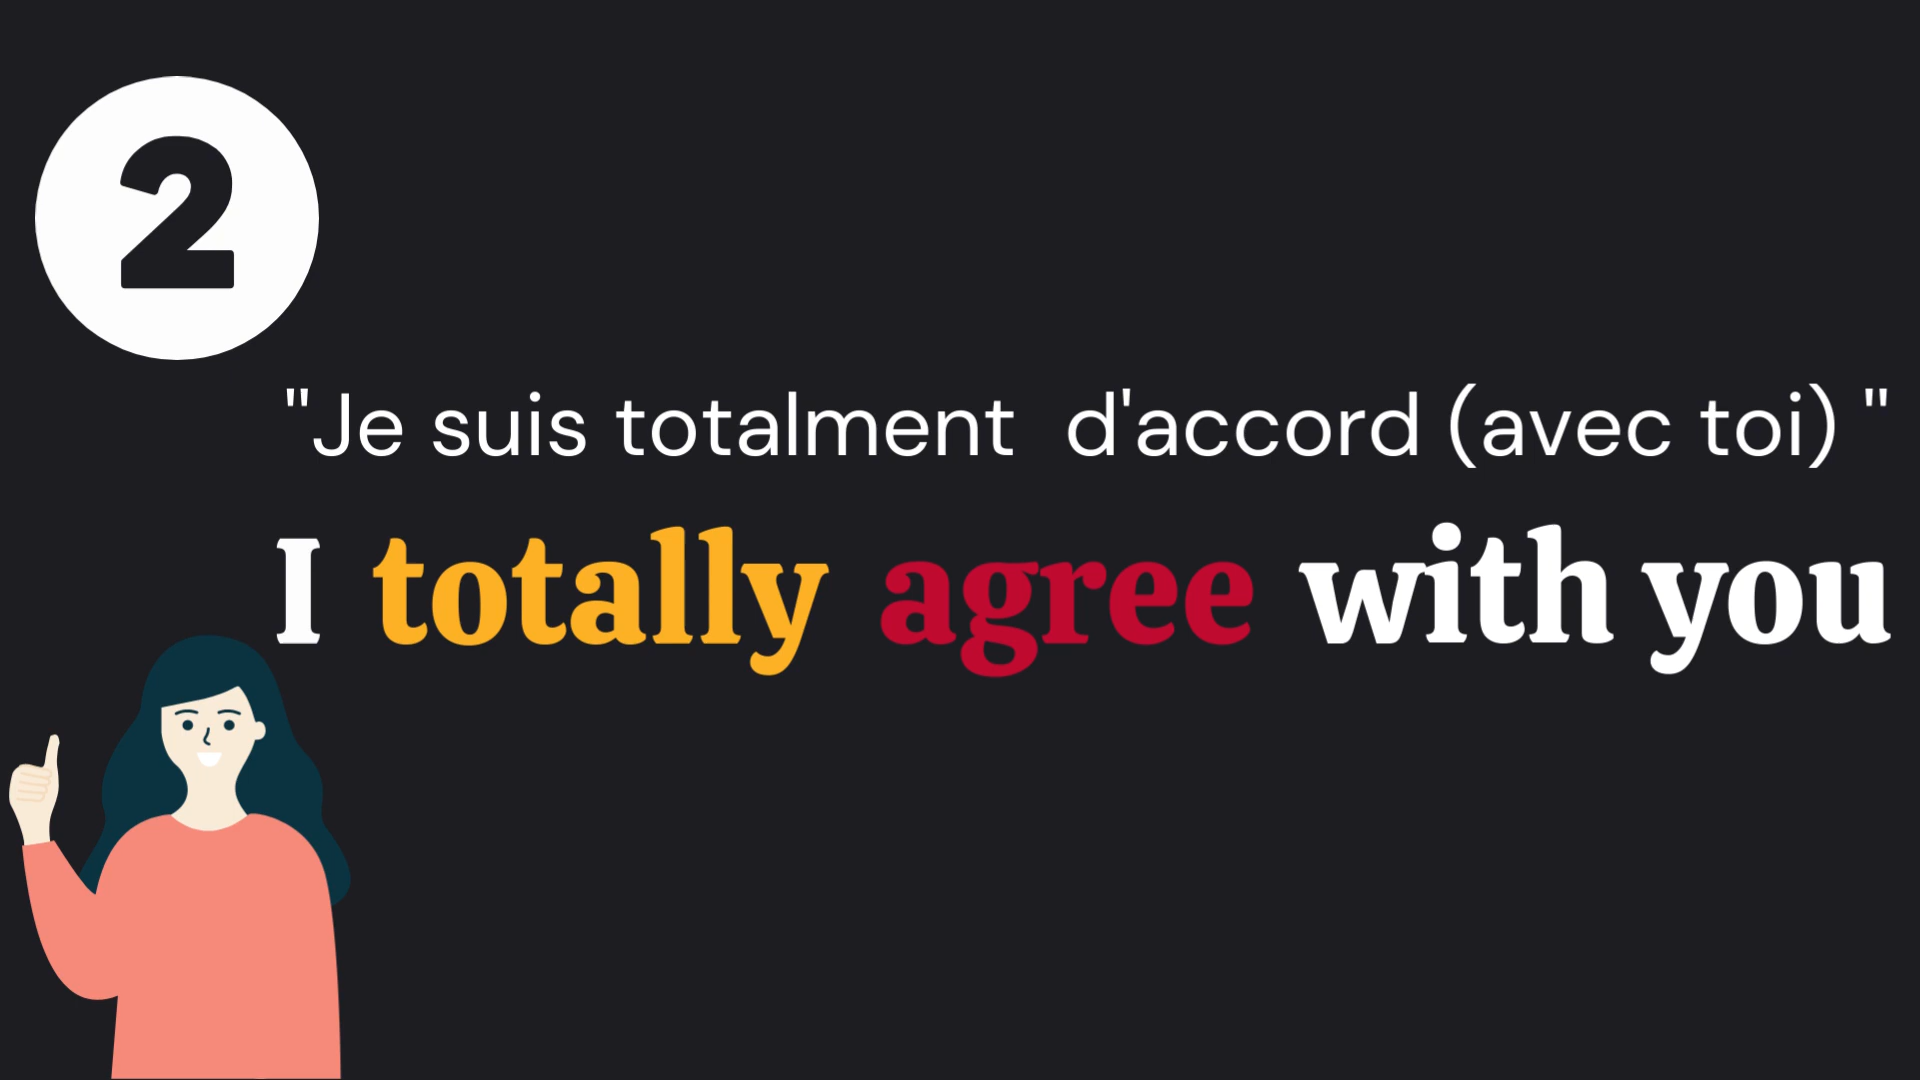 2
"Je suis totalment  d'accord (avec toi) "
I totally agree with you